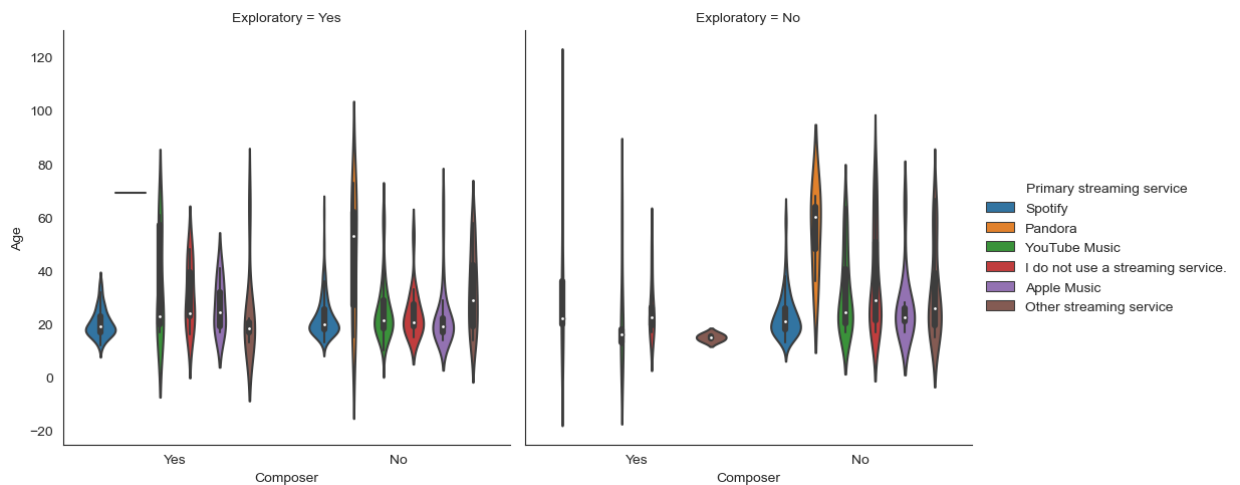 Exploratory = Yes
Exploratory = No
120
100
80
60
40
20
0
−20
Age
Yes
No
Composer
Yes
No
Composer
Primary streaming service
Spotify
Pandora
YouTube Music
I do not use a streaming service.
Apple Music
Other streaming service